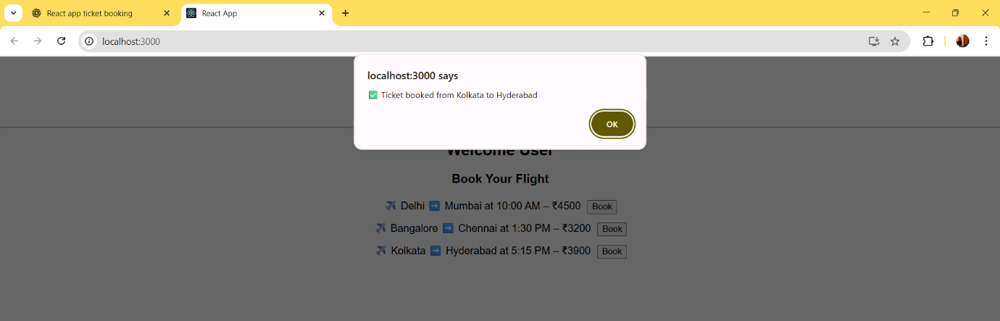 React app ticket booking
React App
localhost:3000
localhost:3000 says
✅ Ticket booked from Kolkata to Hyderabad
OK
Welcome User
Book Your Flight
✈️ Delhi ➡️ Mumbai at 10:00 AM – ₹4500 Book
✈️ Bangalore ➡️ Chennai at 1:30 PM – ₹3200 Book
✈️ Kolkata ➡️ Hyderabad at 5:15 PM – ₹3900 Book